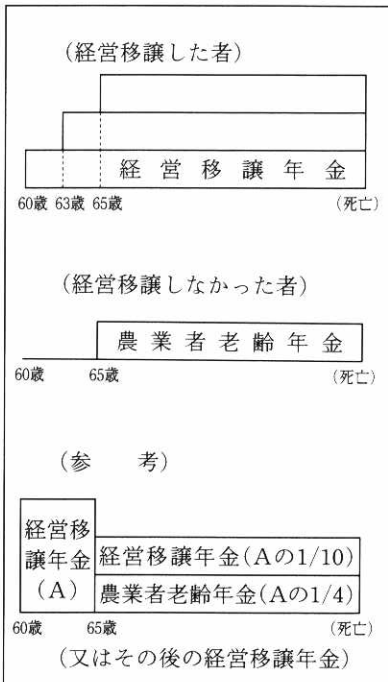 (経営移譲した者)
経営移譲年金
60歳 63歳 65歳 (死亡)
(経営移譲しなかった者)
農業者老齢年金
60歳 65歳 (死亡)
(参 考)
経営移
譲年金
(A)
経営移譲年金(Aの1/10)
農業者老齢年金(Aの1/4)
60歳 65歳 (死亡)
(又はその後の経営移譲年金)